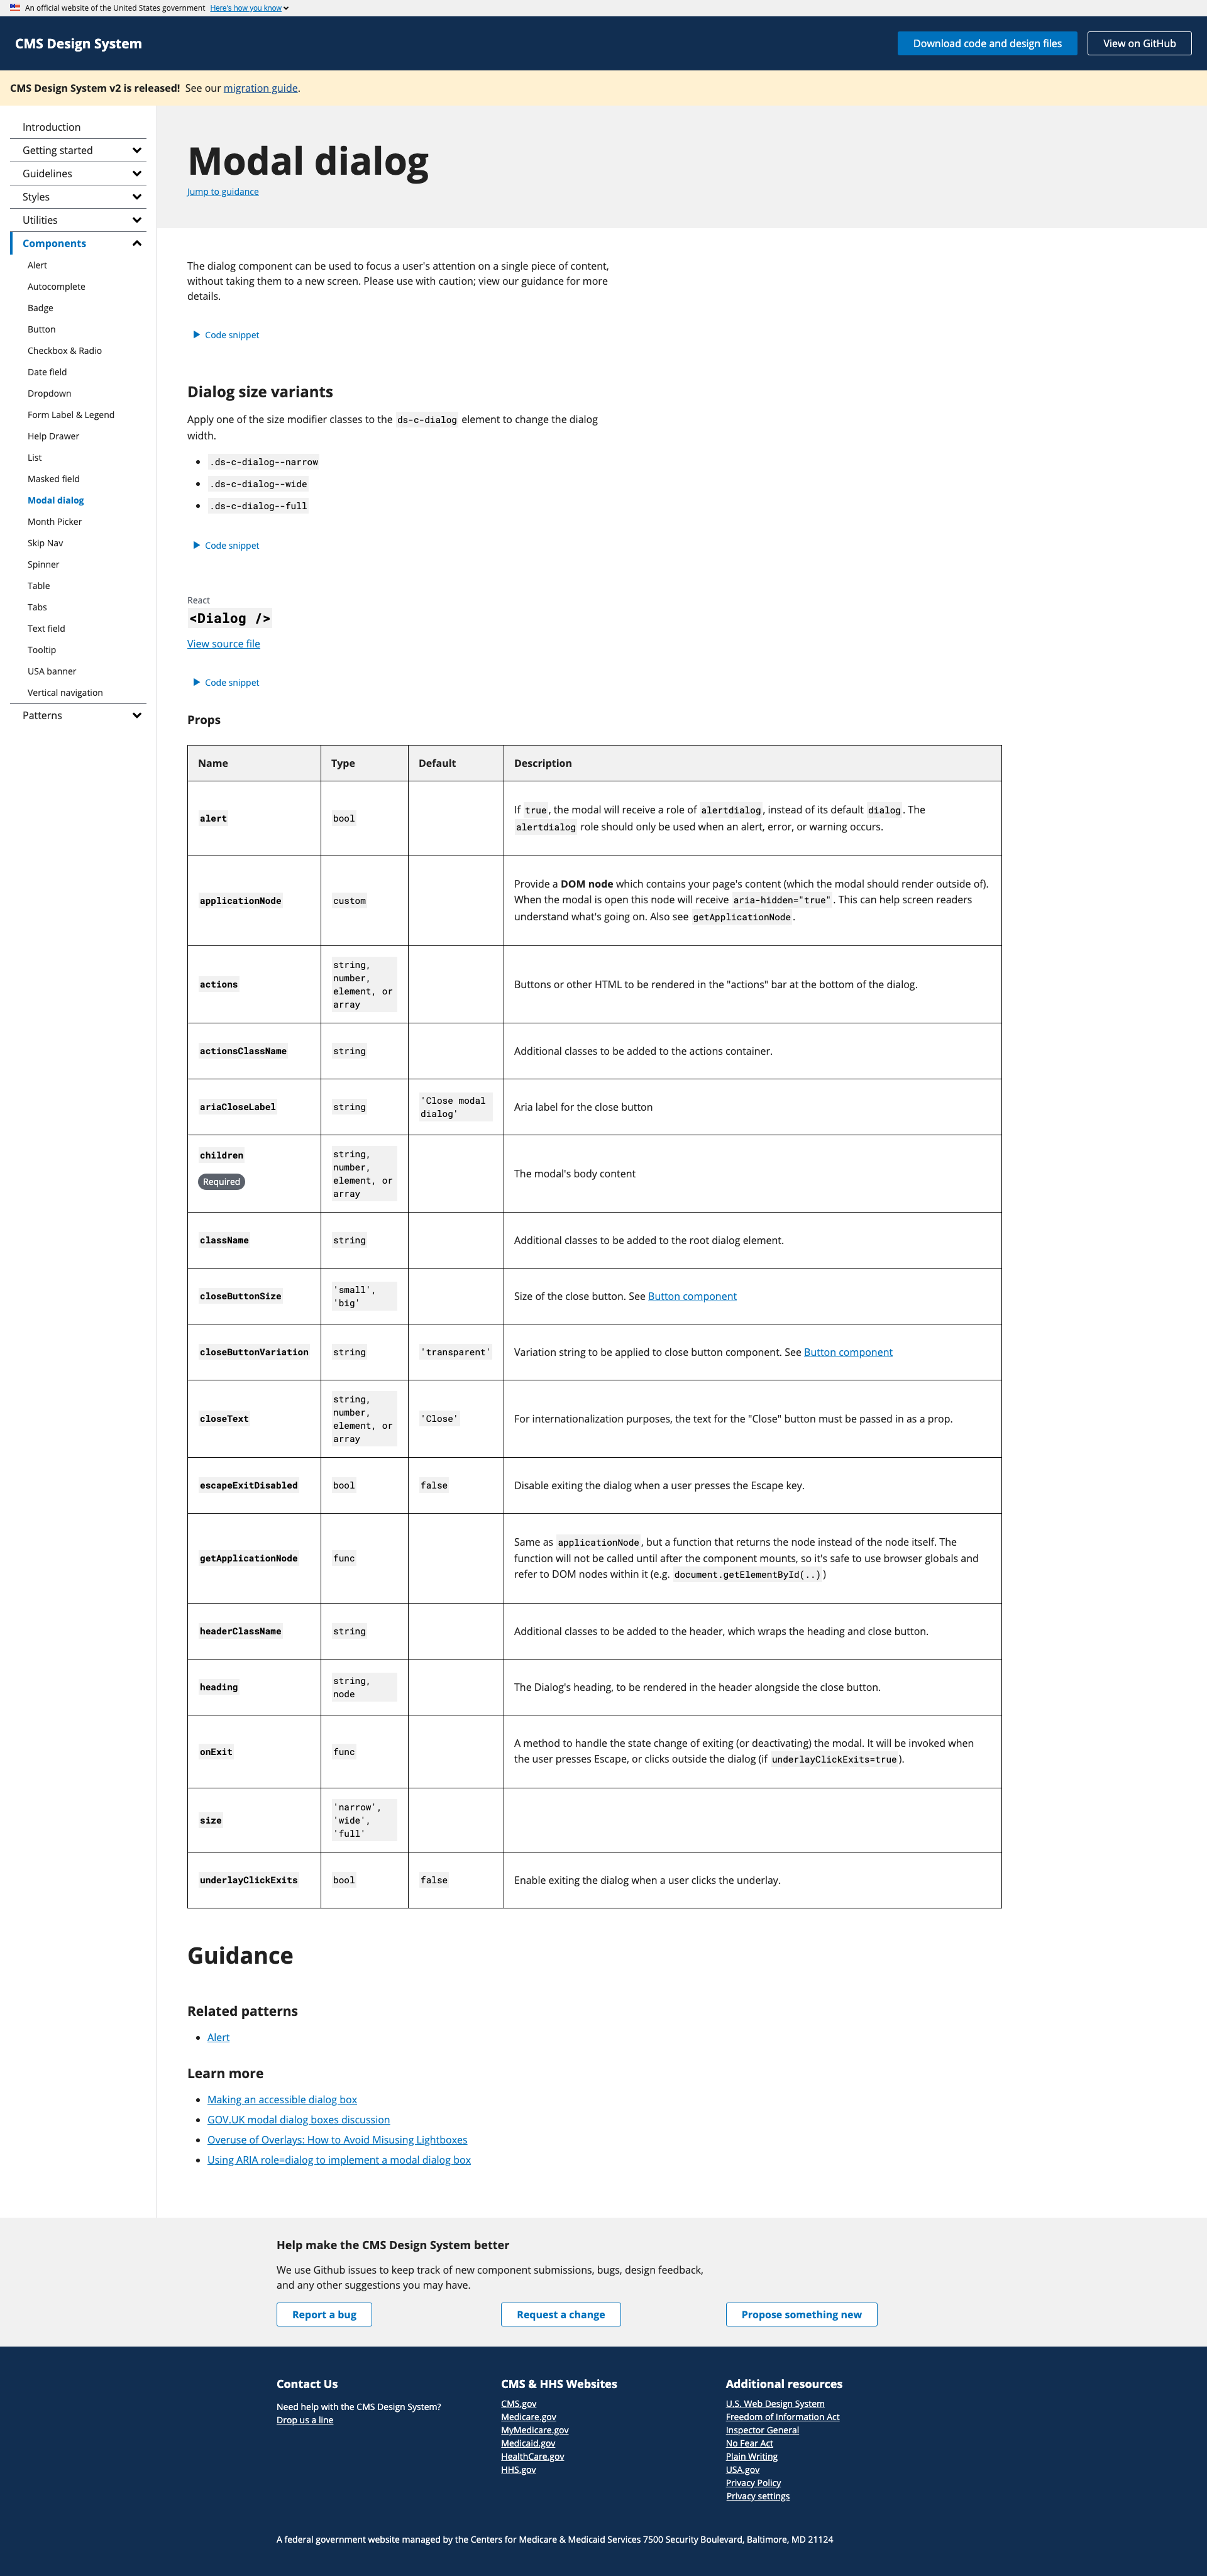 An official website of the United States government Here's how you know
CMS Design System
Download code and design files
View on GitHub
CMS Design System v2 is released! See our migration guide.
Introduction
Getting started
Guidelines
Styles
Utilities
Components
Alert
Autocomplete
Badge
Button
Checkbox & Radio
Date field
Dropdown
Form Label & Legend
Help Drawer
List
Masked field
Modal dialog
Month Picker
Skip Nav
Spinner
Table
Tabs
Text field
Tooltip
USA banner
Vertical navigation
Patterns
Modal dialog
Jump to guidance
The dialog component can be used to focus a user's attention on a single piece of content,
without taking them to a new screen. Please use with caution; view our guidance for more
details.
Code snippet
Dialog size variants
Apply one of the size modifier classes to the ds-c-dialog element to change the dialog
width.
.ds-c-dialog--narrow
.ds-c-dialog--wide
.ds-c-dialog--full
Code snippet
React
<Dialog />
View source file
Code snippet
Props
Name Type Default Description
alert bool If true, the modal will receive a role of alertdialog, instead of its default dialog. The
alertdialog role should only be used when an alert, error, or warning occurs.
applicationNode custom Provide a DOM node which contains your page's content (which the modal should render outside of).
When the modal is open this node will receive aria-hidden="true". This can help screen readers
understand what's going on. Also see getApplicationNode.
actions
string,
number,
element, or
array
Buttons or other HTML to be rendered in the "actions" bar at the bottom of the dialog.
actionsClassName string Additional classes to be added to the actions container.
ariaCloseLabel string
'Close modal
dialog'
Aria label for the close button
children
Required
string,
number,
element, or
array
The modal's body content
className string Additional classes to be added to the root dialog element.
closeButtonSize
'small',
'big'
Size of the close button. See Button component
closeButtonVariation string 'transparent' Variation string to be applied to close button component. See Button component
closeText
string,
number,
element, or
array
'Close' For internationalization purposes, the text for the "Close" button must be passed in as a prop.
escapeExitDisabled bool false Disable exiting the dialog when a user presses the Escape key.
getApplicationNode func Same as applicationNode, but a function that returns the node instead of the node itself. The
function will not be called until after the component mounts, so it's safe to use browser globals and
refer to DOM nodes within it (e.g. document.getElementById(..))
headerClassName string Additional classes to be added to the header, which wraps the heading and close button.
heading
string,
node
The Dialog's heading, to be rendered in the header alongside the close button.
onExit func A method to handle the state change of exiting (or deactivating) the modal. It will be invoked when
the user presses Escape, or clicks outside the dialog (if underlayClickExits=true).
size
'narrow',
'wide',
'full'
underlayClickExits bool false Enable exiting the dialog when a user clicks the underlay.
Guidance
Related patterns
Alert
Learn more
Making an accessible dialog box
GOV.UK modal dialog boxes discussion
Overuse of Overlays: How to Avoid Misusing Lightboxes
Using ARIA role=dialog to implement a modal dialog box
Help make the CMS Design System better
We use Github issues to keep track of new component submissions, bugs, design feedback,
and any other suggestions you may have.
Report a bug
Request a change
Propose something new
Contact Us
Need help with the CMS Design System?
Drop us a line
CMS & HHS Websites
CMS.gov
Medicare.gov
MyMedicare.gov
Medicaid.gov
HealthCare.gov
HHS.gov
Additional resources
U.S. Web Design System
Freedom of Information Act
Inspector General
No Fear Act
Plain Writing
USA.gov
Privacy Policy
Privacy settings
A federal government website managed by the Centers for Medicare & Medicaid Services 7500 Security Boulevard, Baltimore, MD 21124